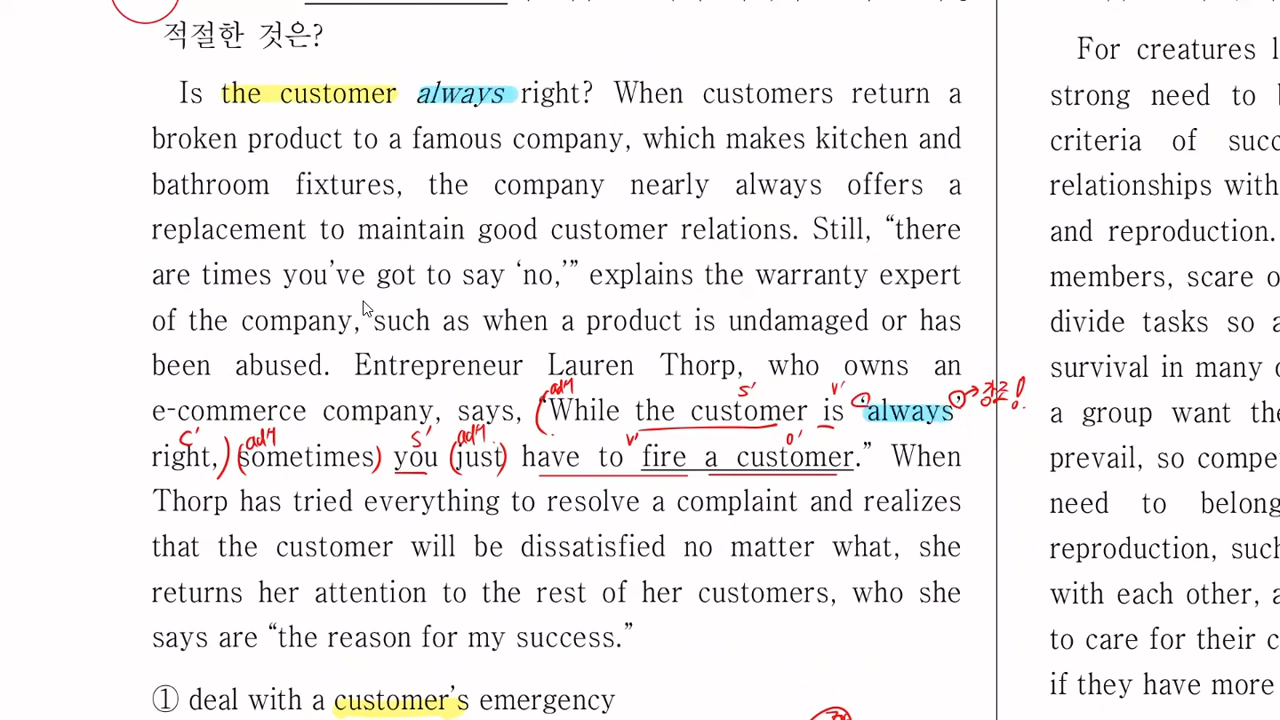 적절한 것은?
Is the customer always right? When customers return a
broken product to a famous company, which makes kitchen and
bathroom fixtures, the company nearly always offers a
replacement to maintain good customer relations. Still, “there
are times you’ve got to say ‘no,’” explains the warranty expert
of the company, such as when a product is undamaged or has
been abused. Entrepreneur Lauren Thorp, who owns an
adv S' V' → 강조!
e-commerce company, says, (“While the customer is ‘always’
C' adv S' adv V' O'
right,) (sometimes) you (just) have to fire a customer.” When
Thorp has tried everything to resolve a complaint and realizes
that the customer will be dissatisfied no matter what, she
returns her attention to the rest of her customers, who she
says are “the reason for my success.”
① deal with a customer’s emergency
For creatures
strong need to
criteria of
relationships with
and reproduction.
members, scare
divide tasks so
survival in many
a group want
prevail, so
need to
reproduction,
with each other,
to care for their
if they have more